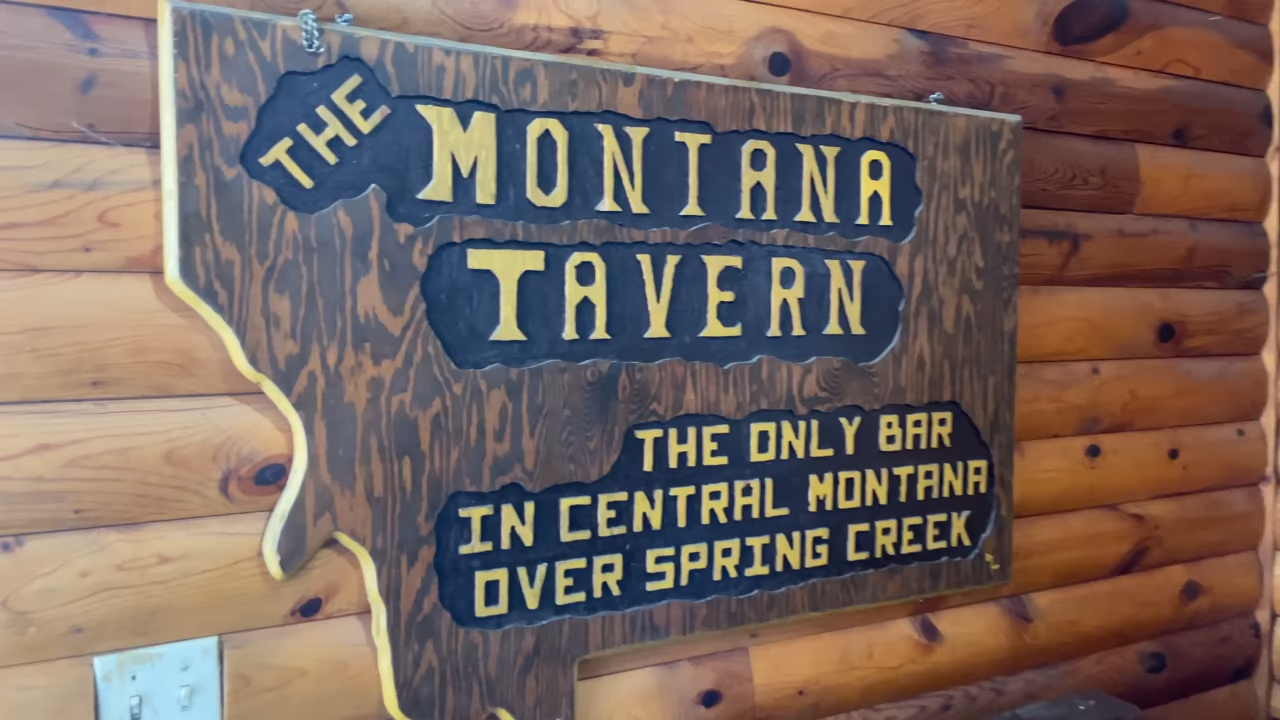 THE
MONTANA
TAVERN
THE ONLY BAR
IN CENTRAL MONTANA
OVER SPRING CREEK